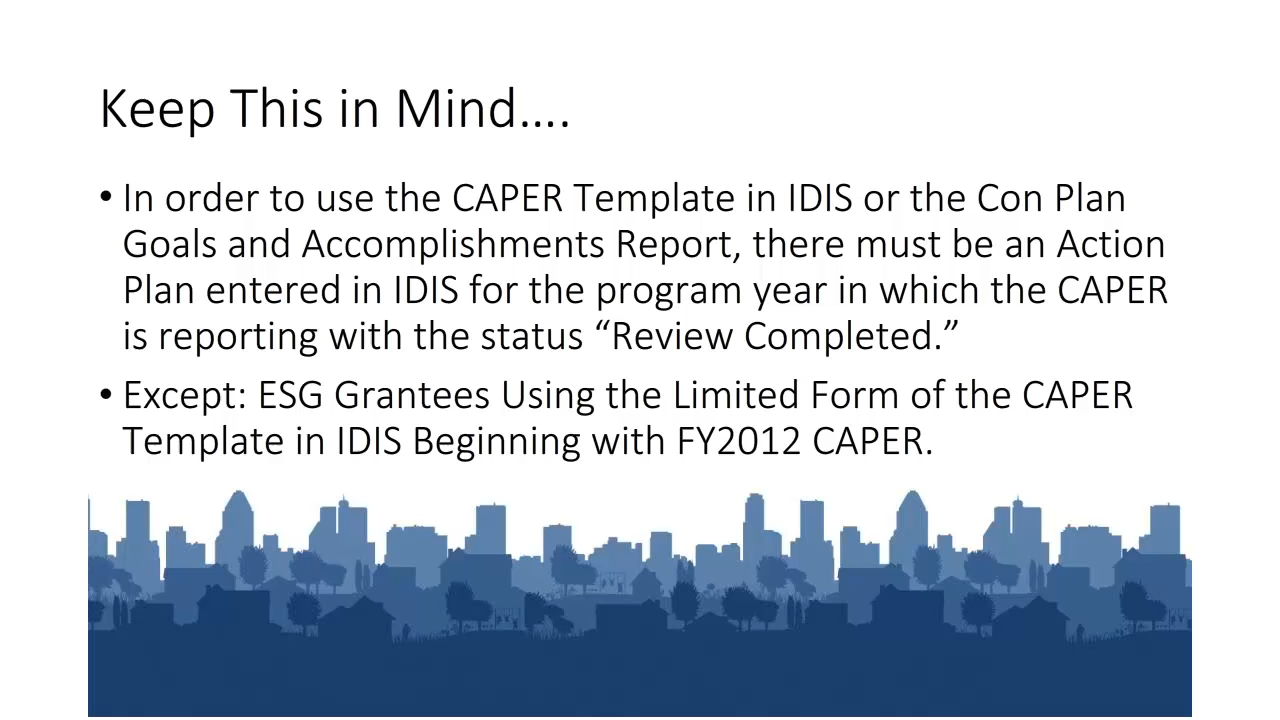 Keep This in Mind….
• In order to use the CAPER Template in IDIS or the Con Plan
Goals and Accomplishments Report, there must be an Action
Plan entered in IDIS for the program year in which the CAPER
is reporting with the status “Review Completed.”
• Except: ESG Grantees Using the Limited Form of the CAPER
Template in IDIS Beginning with FY2012 CAPER.